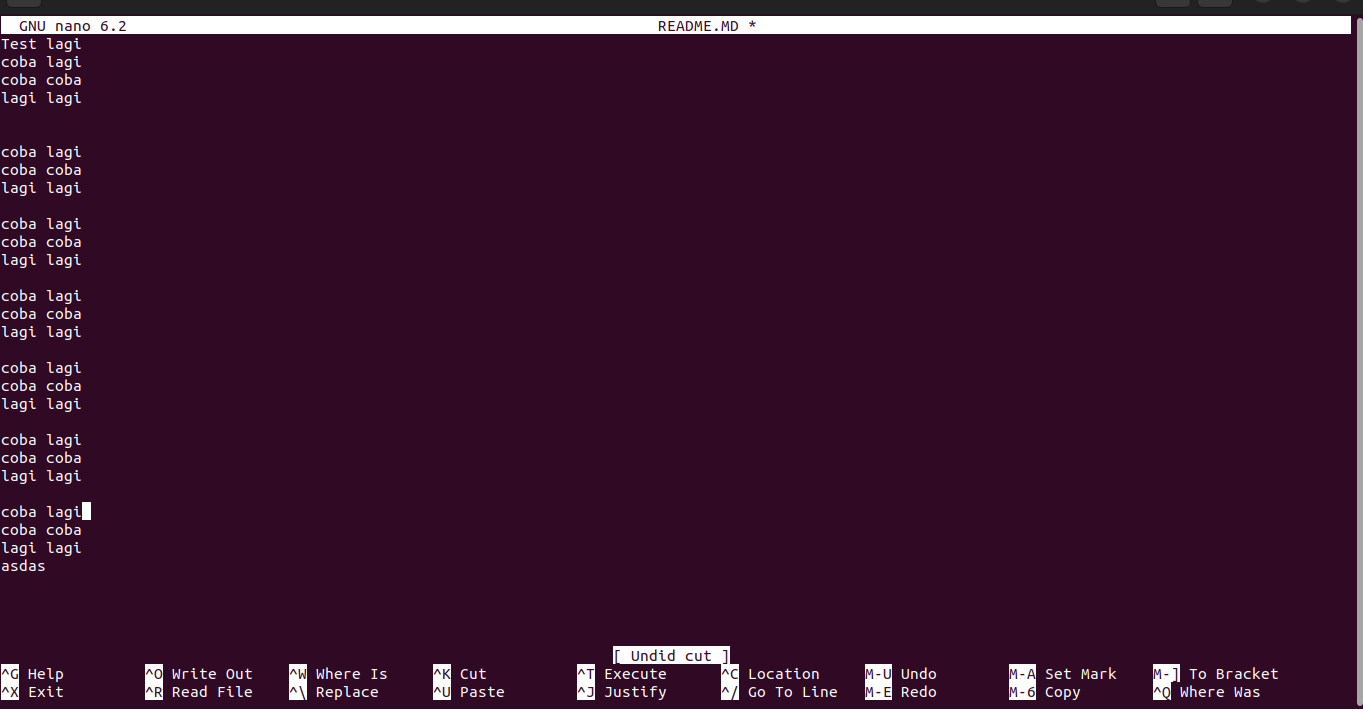 GNU nano 6.2 README.MD *
Test lagi
coba lagi
coba coba
lagi lagi
coba lagi
coba coba
lagi lagi
coba lagi
coba coba
lagi lagi
coba lagi
coba coba
lagi lagi
coba lagi
coba coba
lagi lagi
coba lagi
coba coba
lagi lagi
coba lagi
coba coba
lagi lagi
asdas
[ Undid cut ]
^G Help ^O Write Out ^W Where Is ^K Cut ^T Execute ^C Location M-U Undo M-A Set Mark M-] To Bracket
^X Exit ^R Read File ^\ Replace ^U Paste ^J Justify ^/ Go To Line M-E Redo M-6 Copy ^Q Where Was